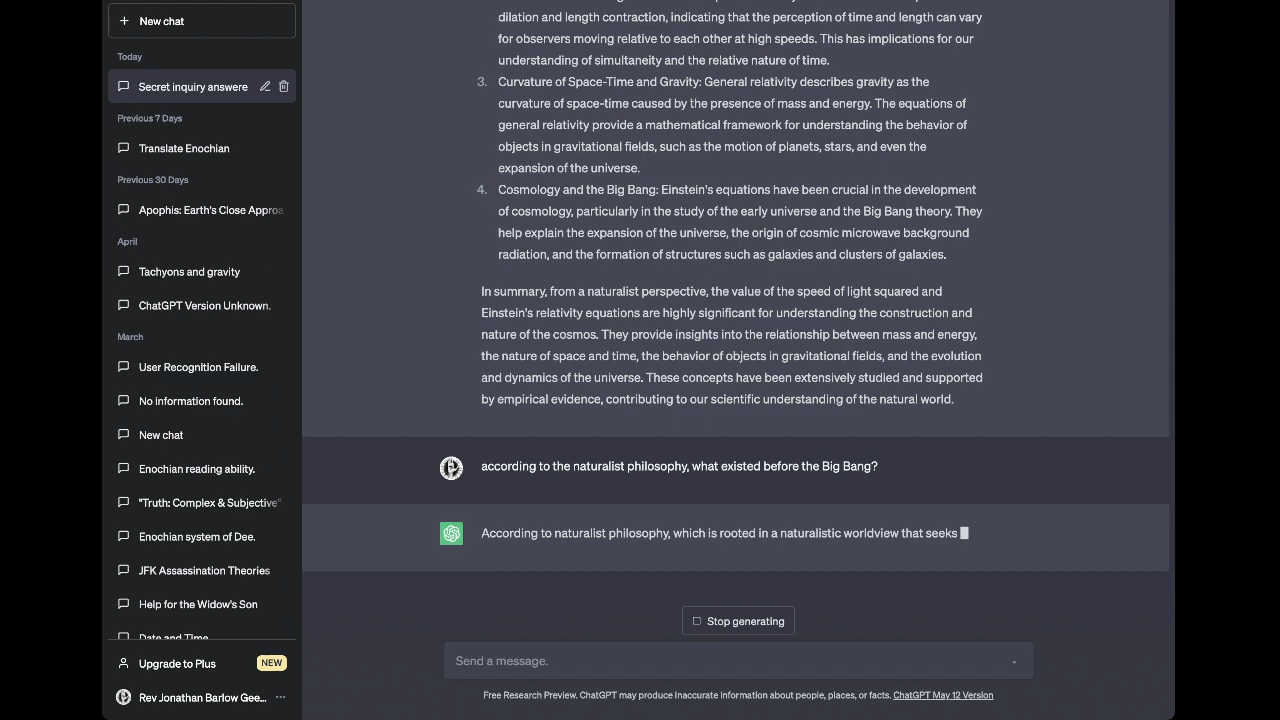 New chat
Today
Secret inquiry answere
Previous 7 Days
Translate Enochian
Previous 30 Days
Apophis: Earth's Close Approa
April
Tachyons and gravity
ChatGPT Version Unknown.
March
User Recognition Failure.
No information found.
New chat
Enochian reading ability.
"Truth: Complex & Subjective"
Enochian system of Dee.
JFK Assassination Theories
Help for the Widow's Son
Date and Time
Upgrade to Plus NEW
Rev Jonathan Barlow Gee...
dilation and length contraction, indicating that the perception of time and length can vary
for observers moving relative to each other at high speeds. This has implications for our
understanding of simultaneity and the relative nature of time.
3. Curvature of Space-Time and Gravity: General relativity describes gravity as the
curvature of space-time caused by the presence of mass and energy. The equations of
general relativity provide a mathematical framework for understanding the behavior of
objects in gravitational fields, such as the motion of planets, stars, and even the
expansion of the universe.
4. Cosmology and the Big Bang: Einstein's equations have been crucial in the development
of cosmology, particularly in the study of the early universe and the Big Bang theory. They
help explain the expansion of the universe, the origin of cosmic microwave background
radiation, and the formation of structures such as galaxies and clusters of galaxies.
In summary, from a naturalist perspective, the value of the speed of light squared and
Einstein's relativity equations are highly significant for understanding the construction and
nature of the cosmos. They provide insights into the relationship between mass and energy,
the nature of space and time, the behavior of objects in gravitational fields, and the evolution
and dynamics of the universe. These concepts have been extensively studied and supported
by empirical evidence, contributing to our scientific understanding of the natural world.
according to the naturalist philosophy, what existed before the Big Bang?
According to naturalist philosophy, which is rooted in a naturalistic worldview that seeks
Stop generating
Send a message.
Free Research Preview. ChatGPT may produce inaccurate information about people, places, or facts. ChatGPT May 12 Version